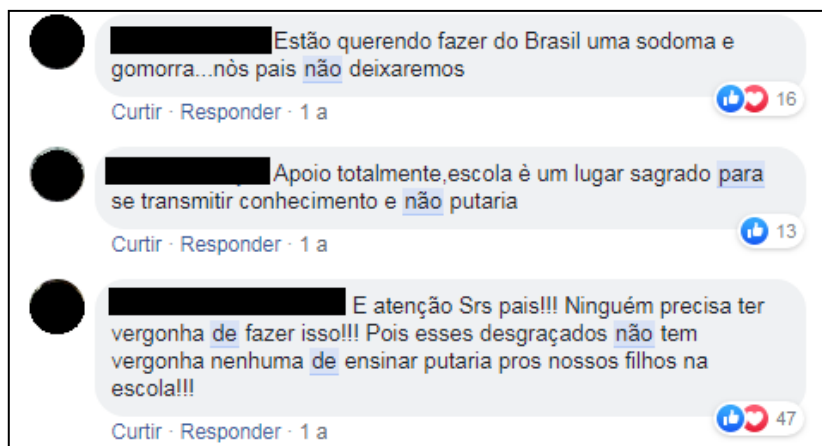 Estão querendo fazer do Brasil uma sodoma e
gomorra...nòs pais não deixaremos
16
Curtir · Responder · 1 a
Apoio totalmente,escola è um lugar sagrado para
se transmitir conhecimento e não putaria
13
Curtir · Responder · 1 a
E atenção Srs pais!!! Ninguém precisa ter
vergonha de fazer isso!!! Pois esses desgraçados não tem
vergonha nenhuma de ensinar putaria pros nossos filhos na
escola!!!
47
Curtir · Responder · 1 a